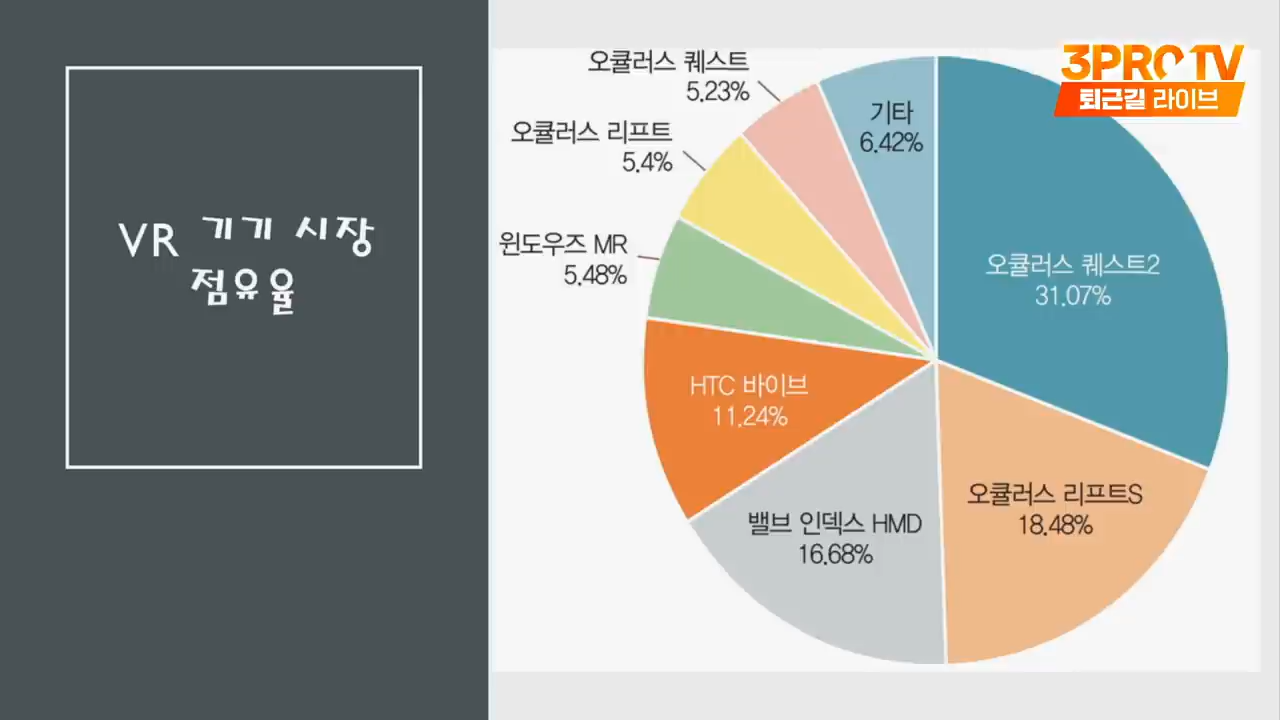 VR 기기 시장
점유율
3PRO TV
퇴근길 라이브
오큘러스 퀘스트
5.23%
기타
6.42%
오큘러스 리프트
5.4%
윈도우즈 MR
5.48%
오큘러스 퀘스트2
31.07%
HTC 바이브
11.24%
오큘러스 리프트S
18.48%
밸브 인덱스 HMD
16.68%